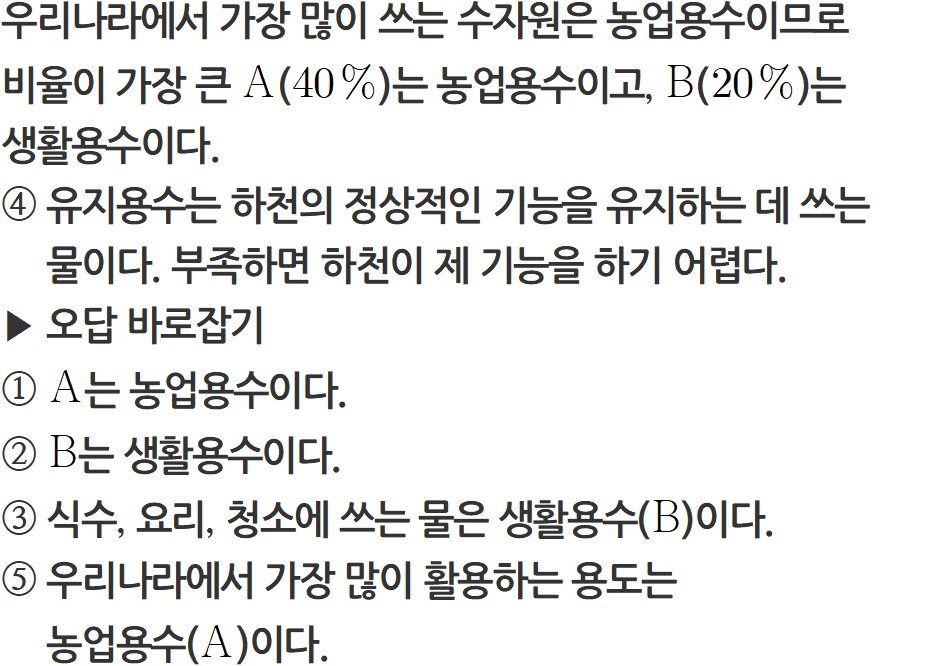 우리나라에서 가장 많이 쓰는 수자원은 농업용수이므로
비율이 가장 큰 A(40%)는 농업용수이고, B(20%)는
생활용수이다.
④ 유지용수는 하천의 정상적인 기능을 유지하는 데 쓰는
물이다. 부족하면 하천이 제 기능을 하기 어렵다.
▶ 오답 바로잡기
① A는 농업용수이다.
② B는 생활용수이다.
③ 식수, 요리, 청소에 쓰는 물은 생활용수(B)이다.
⑤ 우리나라에서 가장 많이 활용하는 용도는
농업용수(A)이다.